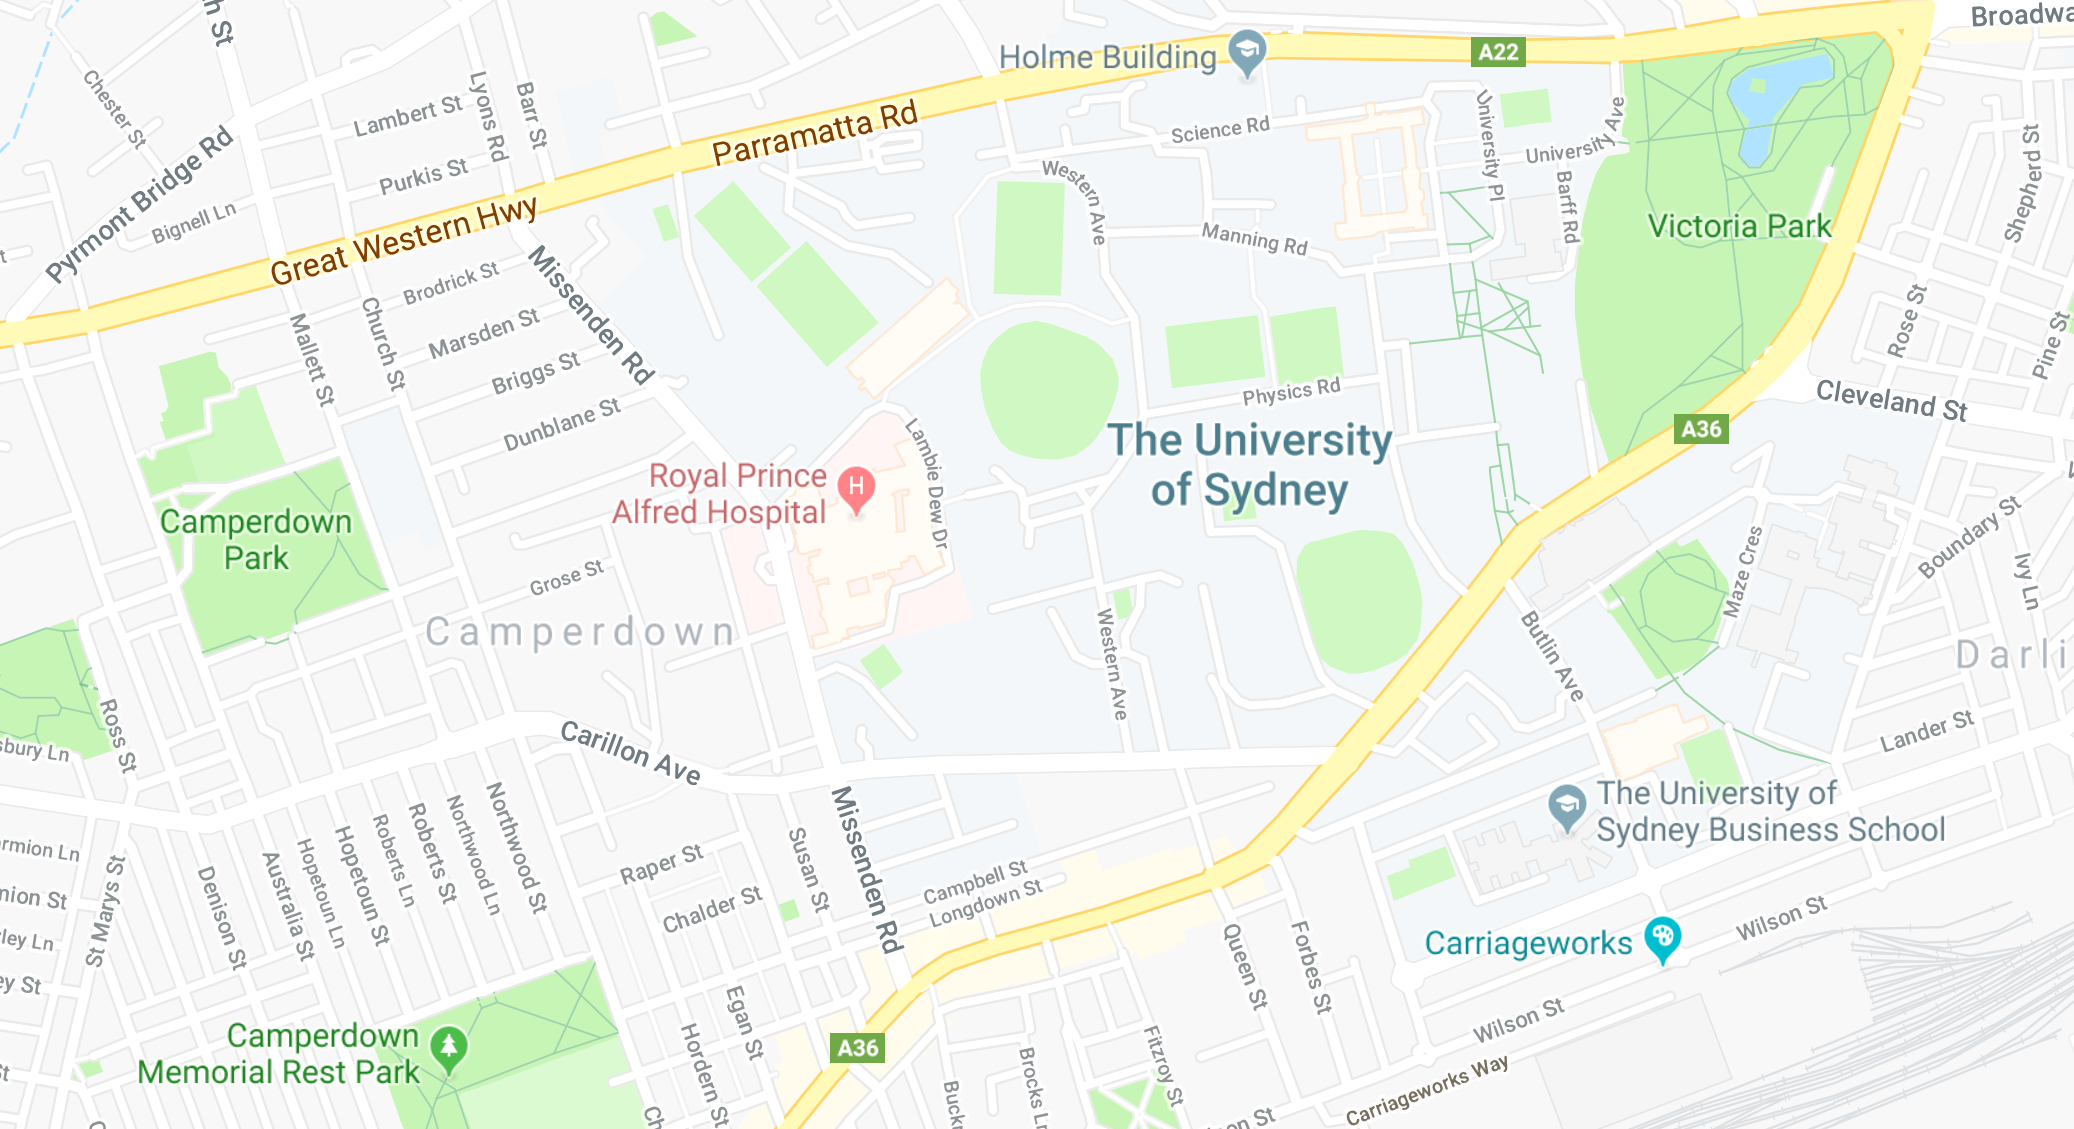 Broadwa
Holme Building
A22
Chester St
Lambert St
Lyons Rd
Barr St
Parramatta Rd
Science Rd
University Pl
University Ave
Pyrmont Bridge Rd
Purkis St
Bignell Ln
Great Western Hwy
Western Ave
Manning Rd
Barff Rd
Victoria Park
Shepherd St
Brodrick St
Missenden Rd
Mallett St
Church St
Marsden St
Briggs St
Dunblane St
Rose St
Pine St
Physics Rd
Cleveland St
A36
The University
of Sydney
Lambie Dew Dr
Royal Prince
Alfred Hospital
H
Camperdown
Park
Grose St
Camperdown
Maze Cres
Boundary St
Ivy Ln
Darli
Butlin Ave
Western Ave
Ross St
sbury Ln
Carillon Ave
Lander St
The University of
Sydney Business School
Missenden Rd
Susan St
Northwood St
Northwood Ln
Roberts St
Roberts Ln
Hopetoun St
Hopetoun Ln
Australia St
Denison St
St Marys St
rmion Ln
nion St
ley Ln
ey St
Raper St
Chalder St
Campbell St
Longdown St
Queen St
Forbes St
Carriageworks
Wilson St
Wilson St
Carriageworks Way
Egan St
Hordern St
A36
Camperdown
Memorial Rest Park
Brocks Ln
Fitzroy St
Buckn
Ch
son St